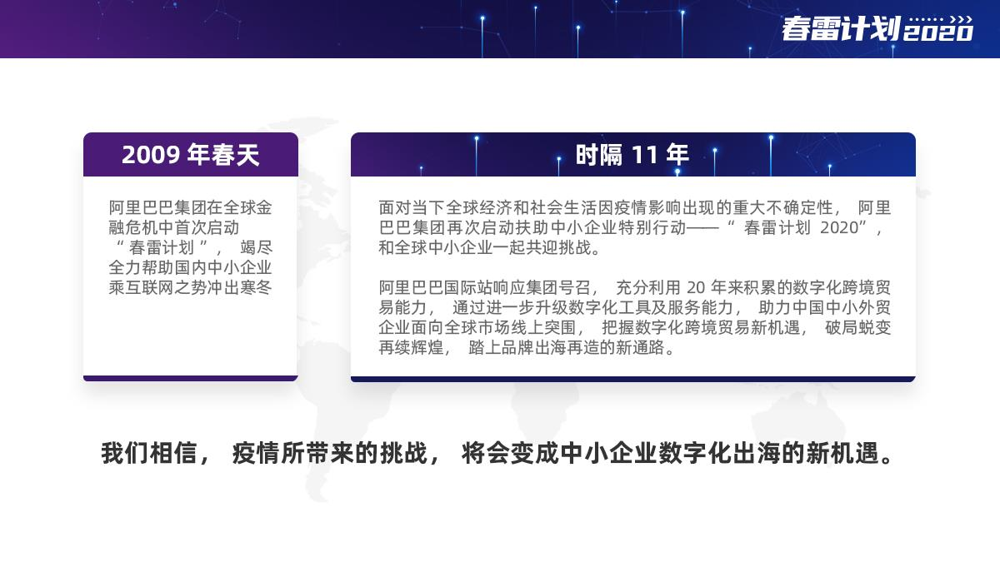 春雷计划 2020
2009 年春天
阿里巴巴集团在全球金
融危机中首次启动
“ 春雷计划 ”， 竭尽
全力帮助国内中小企业
乘互联网之势冲出寒冬
时隔 11 年
面对当下全球经济和社会生活因疫情影响出现的重大不确定性， 阿里
巴巴集团再次启动扶助中小企业特别行动——“ 春雷计划 2020”，
和全球中小企业一起共迎挑战。
阿里巴巴国际站响应集团号召， 充分利用 20 年来积累的数字化跨境贸
易能力， 通过进一步升级数字化工具及服务能力， 助力中国中小外贸
企业面向全球市场线上突围， 把握数字化跨境贸易新机遇， 破局蜕变
再续辉煌， 踏上品牌出海再造的新通路。
我们相信， 疫情所带来的挑战， 将会变成中小企业数字化出海的新机遇。